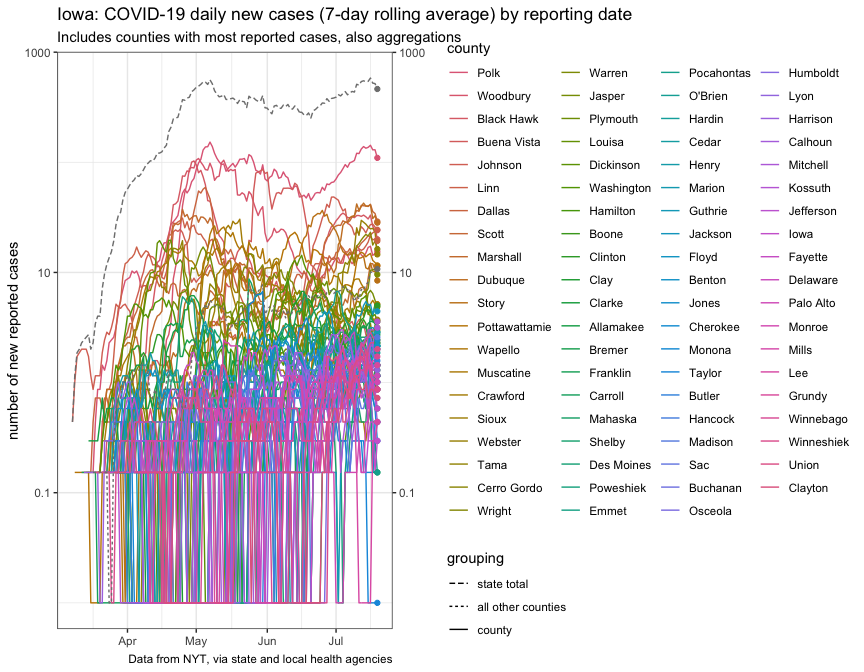 Iowa: COVID-19 daily new cases (7-day rolling average) by reporting date
Includes counties with most reported cases, also aggregations
number of new reported cases
1000
10
0.1
1000
10
0.1
Apr May Jun Jul
Data from NYT, via state and local health agencies
county
Polk Warren Pocahontas Humboldt
Woodbury Jasper O'Brien Lyon
Black Hawk Plymouth Hardin Harrison
Buena Vista Louisa Cedar Calhoun
Johnson Dickinson Henry Mitchell
Linn Washington Marion Kossuth
Dallas Hamilton Guthrie Jefferson
Scott Boone Jackson Iowa
Marshall Clinton Floyd Fayette
Dubuque Clay Benton Delaware
Story Clarke Jones Palo Alto
Pottawattamie Allamakee Cherokee Monroe
Wapello Bremer Monona Mills
Muscatine Franklin Taylor Lee
Crawford Carroll Butler Grundy
Sioux Mahaska Hancock Winnebago
Webster Shelby Madison Winneshiek
Tama Des Moines Sac Union
Cerro Gordo Poweshiek Buchanan Clayton
Wright Emmet Osceola
grouping
state total
all other counties
county